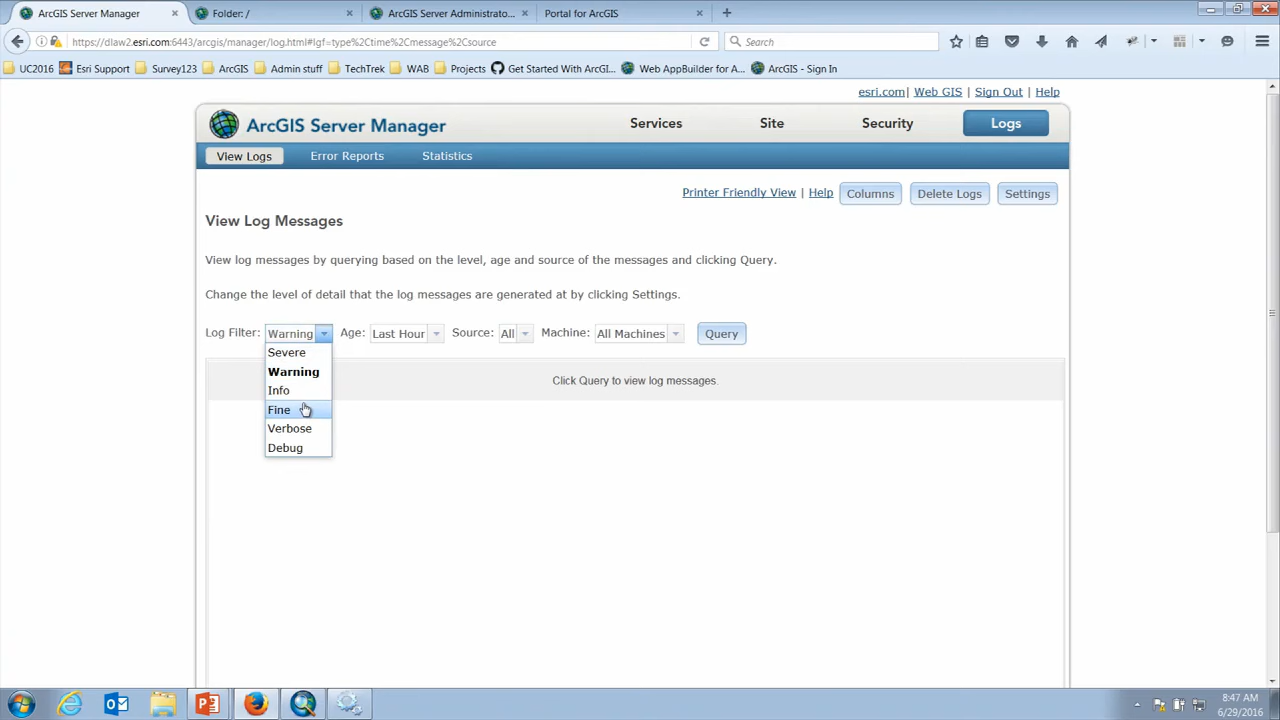 ArcGIS Server Manager × Folder: / × ArcGIS Server Administrato... × Portal for ArcGIS × +
https://dlaw2.esri.com:6443/arcgis/manager/log.html#lgf=type%2Ctime%2Cmessage%2Csource Search
UC2016 Esri Support Survey123 ArcGIS Admin stuff TechTrek WAB Projects Get Started With ArcGI... Web AppBuilder for A... ArcGIS - Sign In
esri.com| Web GIS | Sign Out | Help
ArcGIS Server Manager Services Site Security Logs
View Logs Error Reports Statistics
Printer Friendly View | Help Columns Delete Logs Settings
View Log Messages
View log messages by querying based on the level, age and source of the messages and clicking Query.
Change the level of detail that the log messages are generated at by clicking Settings.
Log Filter: Warning Age: Last Hour Source: All Machine: All Machines Query
Severe
Warning
Click Query to view log messages.
Info
Fine
Verbose
Debug
8:47 AM
6/29/2016